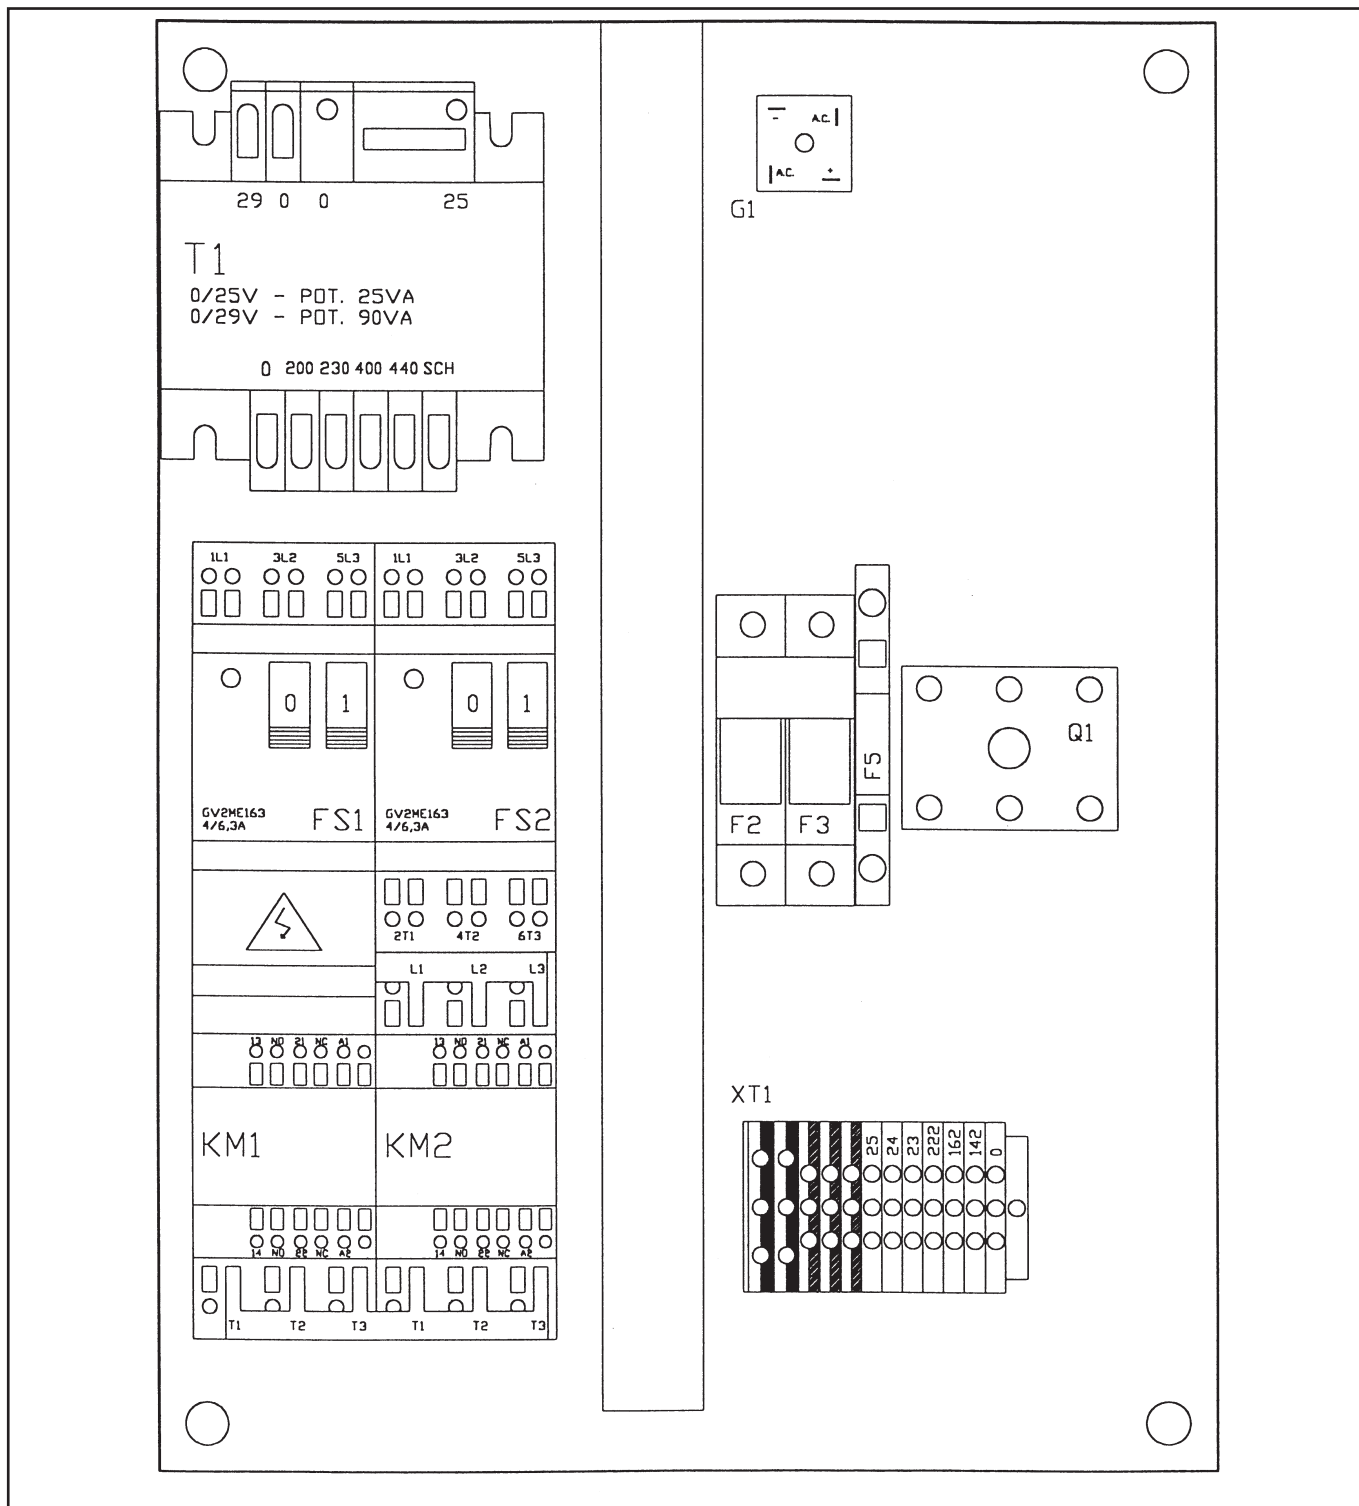 29 0 0 25
T1
0/25V - POT. 25VA
0/29V - POT. 90VA
0 200 230 400 440 SCH
1L1 3L2 5L3 1L1 3L2 5L3
0 1 0 1
GV2ME163
4/6,3A
FS1
GV2ME163
4/6,3A
FS2
2T1 4T2 6T3
L1 L2 L3
13 NO 21 NC A1 13 NO 21 NC A1
KM1 KM2
14 NO 22 NC A2 14 NO 22 NC A2
T1 T2 T3 T1 T2 T3
- A.C.
A.C. +
G1
F2 F3 F5
Q1
XT1
25 24 23 222 162 142 0